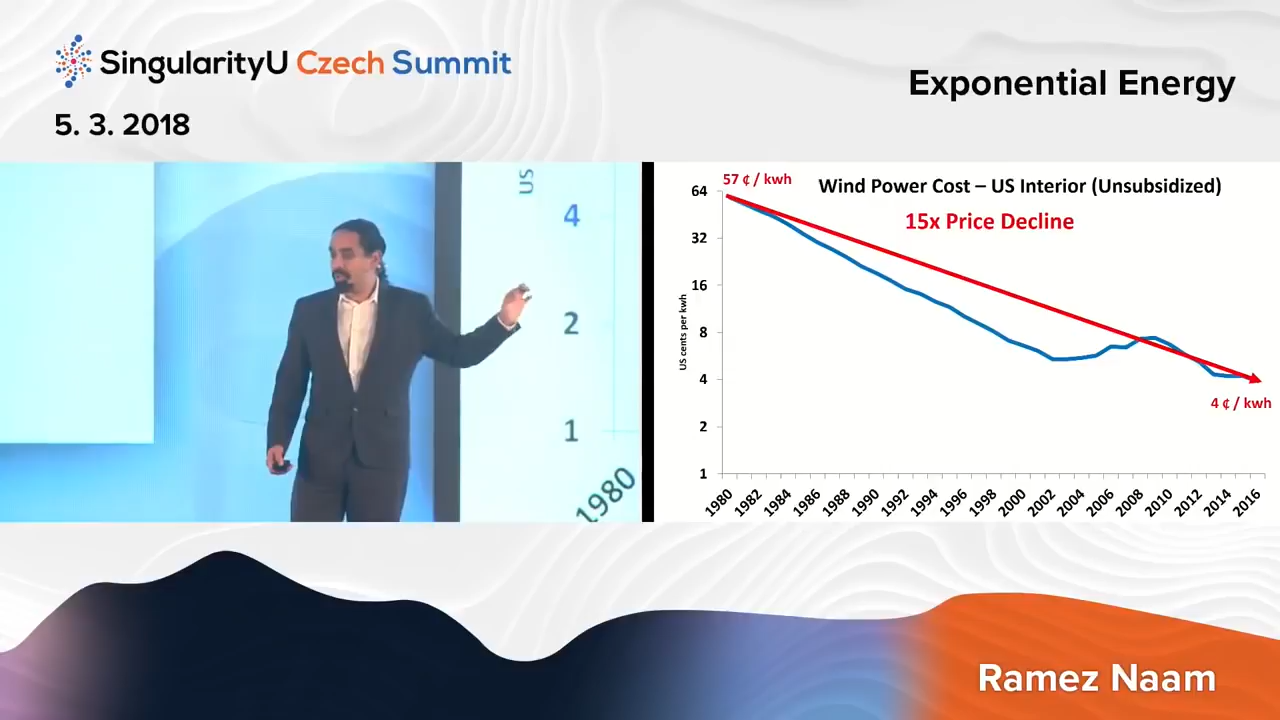 SingularityU Czech Summit
5. 3. 2018
Exponential Energy
US
4
2
1
1980
57 ¢ / kwh
Wind Power Cost – US Interior (Unsubsidized)
15x Price Decline
US cents per kwh
64
32
16
8
4
2
1
4 ¢ / kwh
1980 1982 1984 1986 1988 1990 1992 1994 1996 1998 2000 2002 2004 2006 2008 2010 2012 2014 2016
Ramez Naam